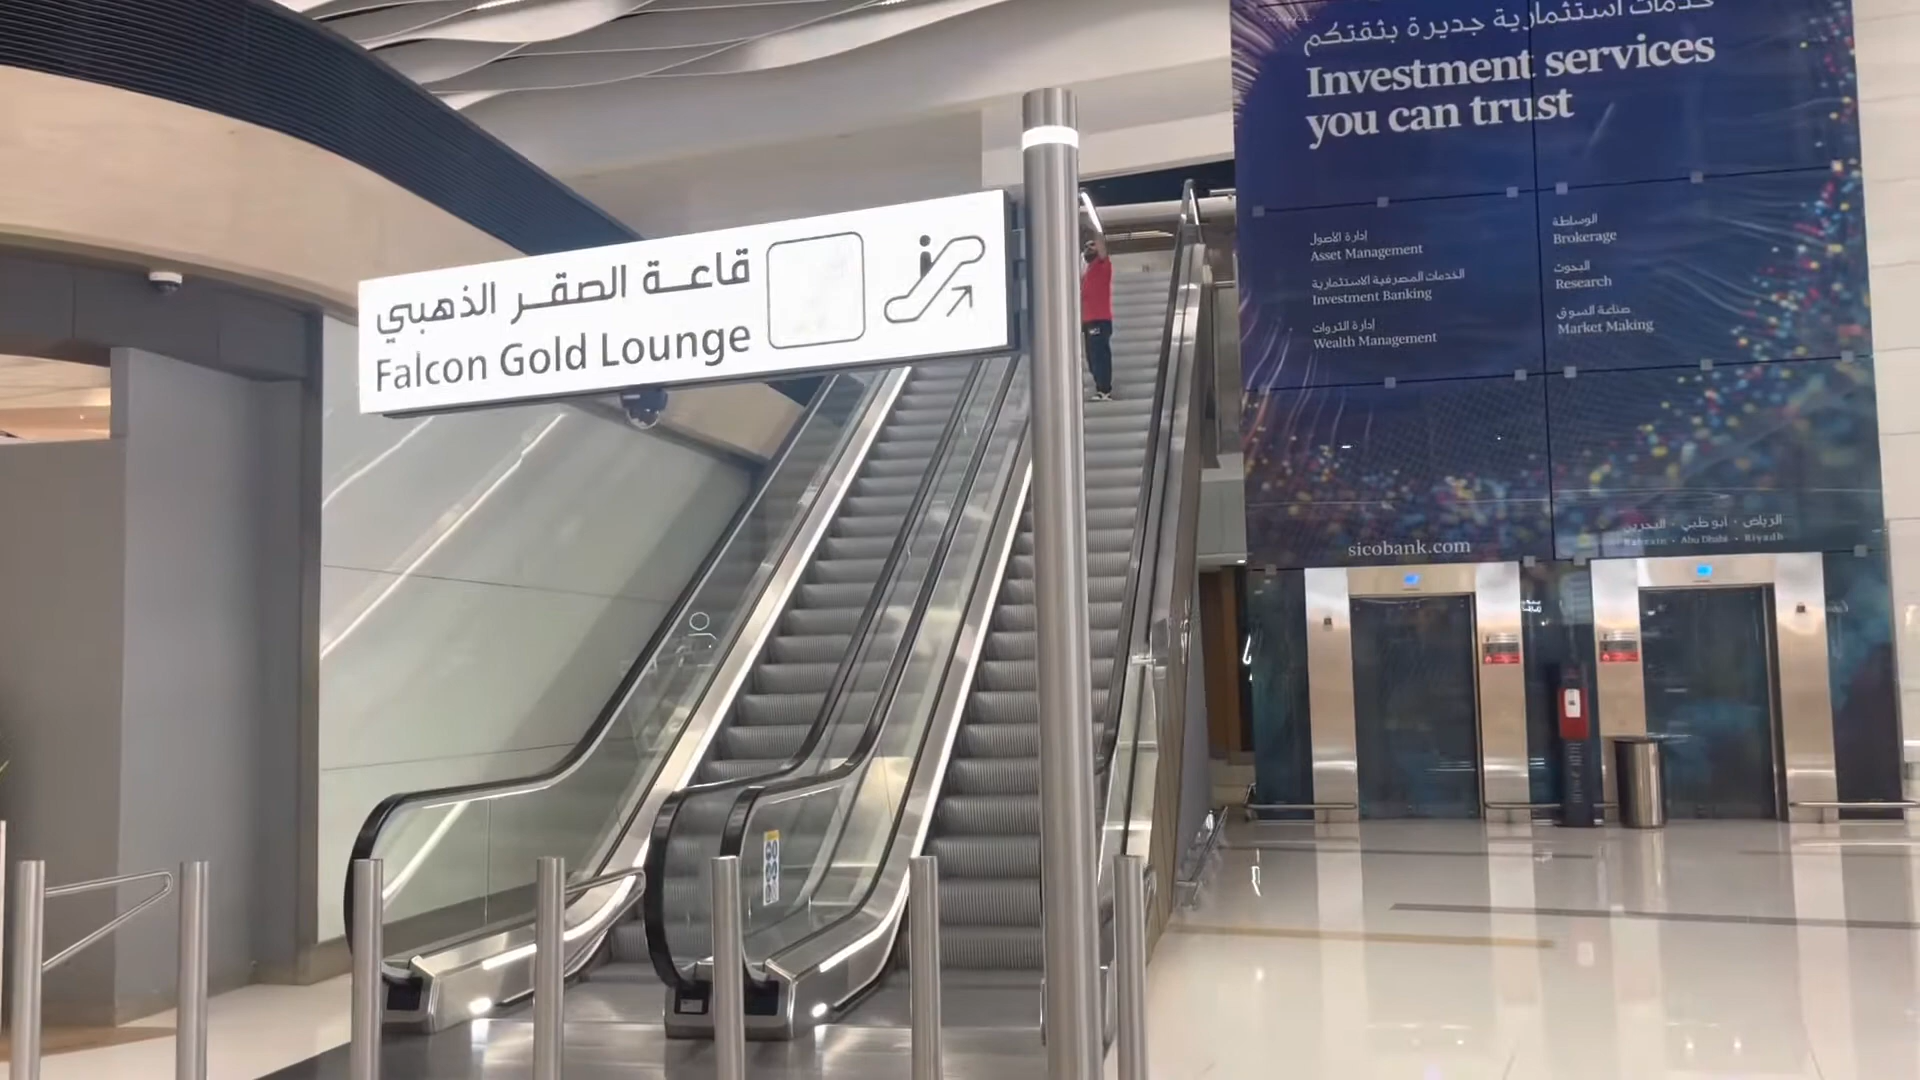 قاعة الصقر الذهبي
Falcon Gold Lounge
خدمات استثمارية جديرة بثقتكم
Investment services
you can trust
إدارة الأصول
Asset Management
الخدمات المصرفية الاستثمارية
Investment Banking
إدارة الثروات
Wealth Management
الوساطة
Brokerage
البحوث
Research
صناعة السوق
Market Making
sicobank.com
الرياض · أبوظبي · البحرين
Bahrain · Abu Dhabi · Riyadh